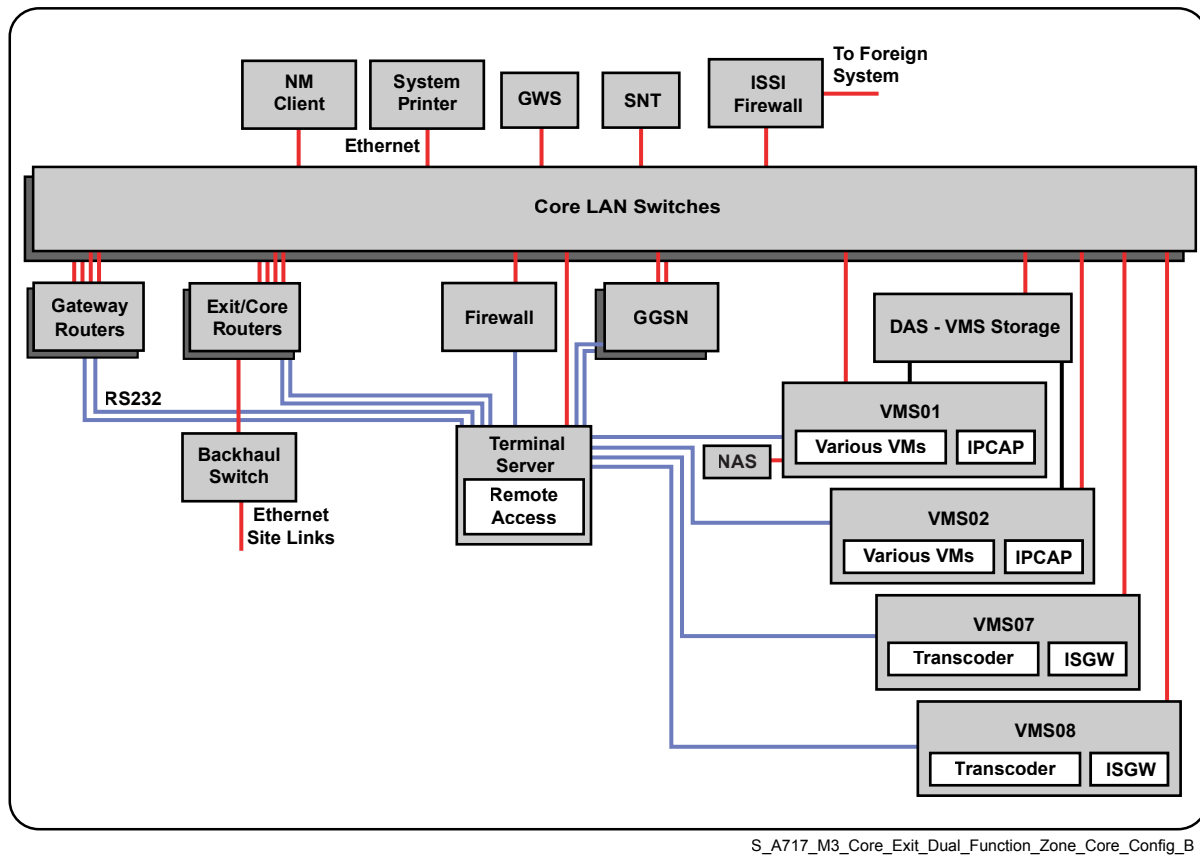 NM
Client
System
Printer
GWS
SNT
ISSI
Firewall
To Foreign
System
Ethernet
Core LAN Switches
Gateway
Routers
Exit/Core
Routers
Firewall
GGSN
DAS - VMS Storage
RS232
VMS01
Various VMs
IPCAP
Backhaul
Switch
Terminal
Server
Remote
Access
NAS
Ethernet
Site Links
VMS02
Various VMs
IPCAP
VMS07
Transcoder
ISGW
VMS08
Transcoder
ISGW
S_A717_M3_Core_Exit_Dual_Function_Zone_Core_Config_B